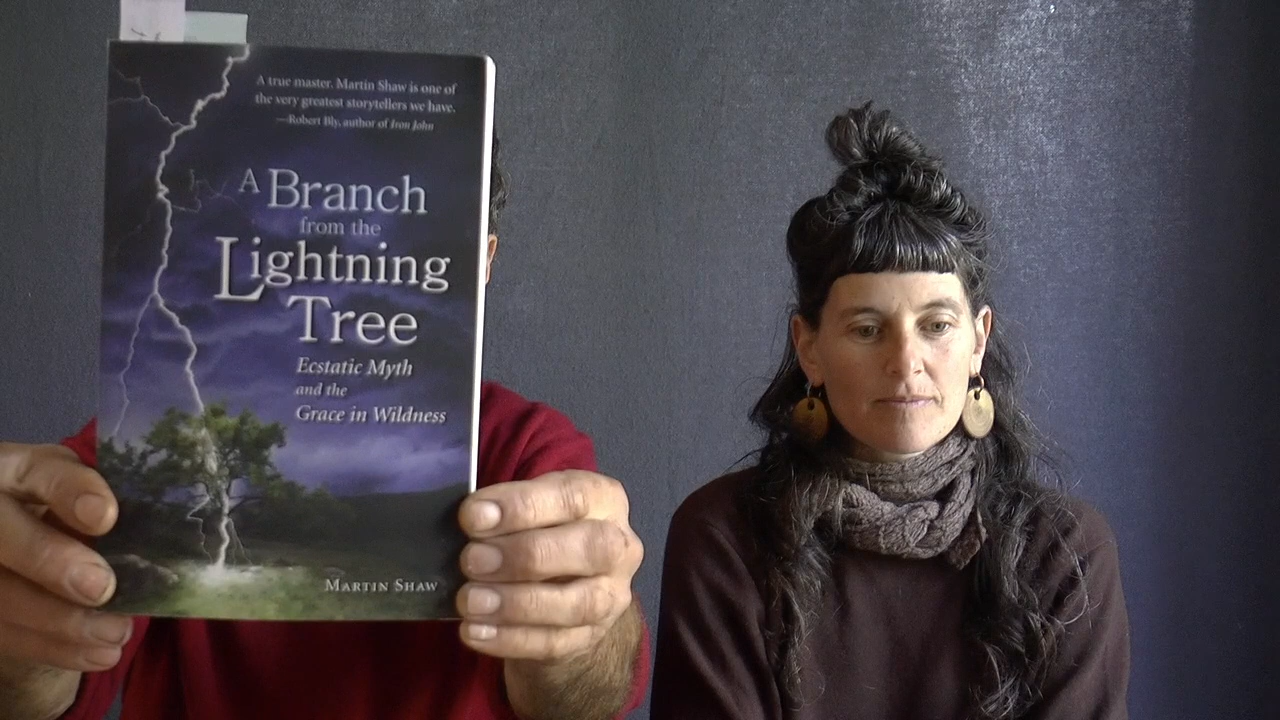 A true master. Martin Shaw is one of
the very greatest storytellers we have.
—Robert Bly, author of Iron John
A Branch
from the
Lightning
Tree
Ecstatic Myth
and the
Grace in Wildness
Martin Shaw